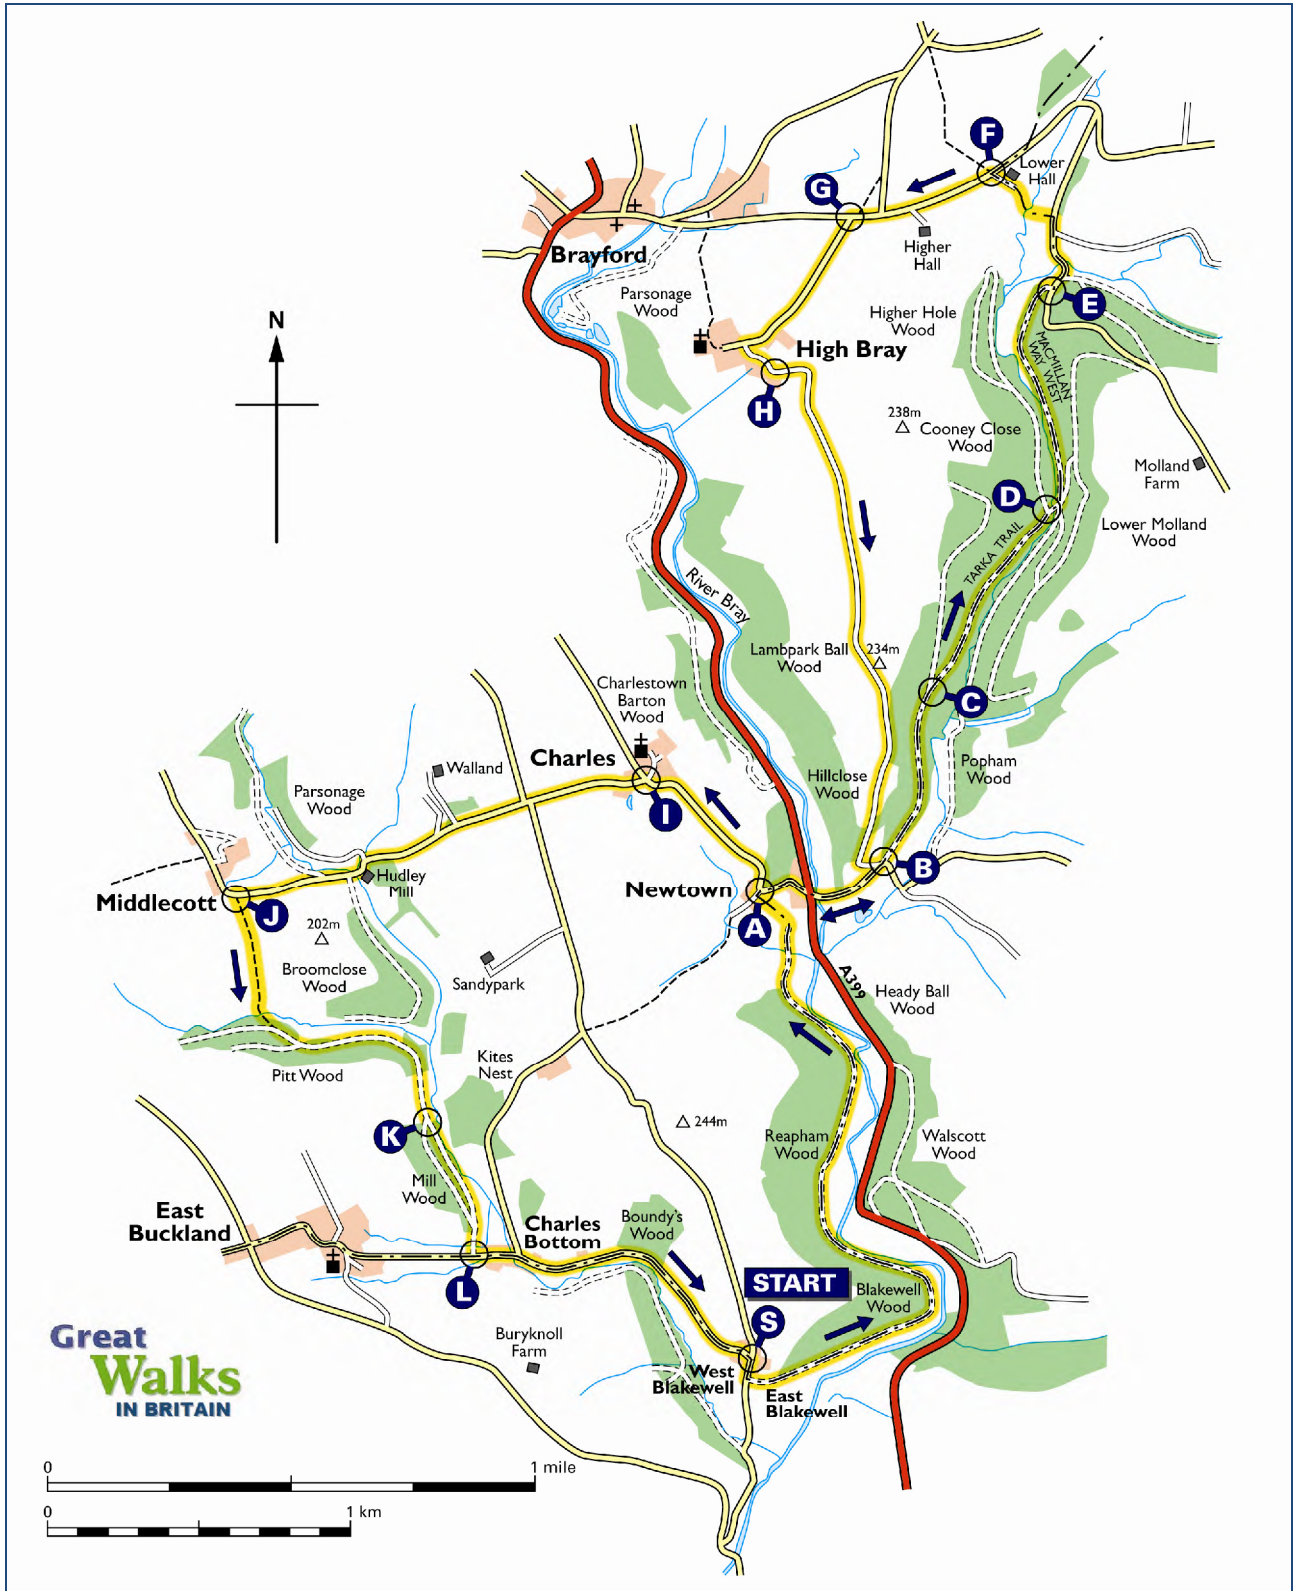 F
Lower
Hall
G
Higher
Hall
Brayford
Parsonage
Wood
E
Higher Hole
Wood
N
MACMILLAN
WAY WEST
High Bray
H
238m
Cooney Close
Wood
Molland
Farm
D
Lower Molland
Wood
TARKA TRAIL
River Bray
Lambpark Ball
Wood
234m
Charlestown
Barton
Wood
C
Charles
Walland
Hillclose
Wood
Popham
Wood
Parsonage
Wood
I
B
Hudley
Mill
Newtown
Middlecott
J
A
202m
Broomclose
Wood
Sandypark
A399
Heady Ball
Wood
Kites
Nest
Pitt Wood
244m
K
Reapham
Wood
Walscott
Wood
Mill
Wood
East
Buckland
Charles
Bottom
Boundy's
Wood
L
START
Blakewell
Wood
S
Great
Walks
IN BRITAIN
Buryknoll
Farm
West
Blakewell
East
Blakewell
0
1 mile
0
1 km